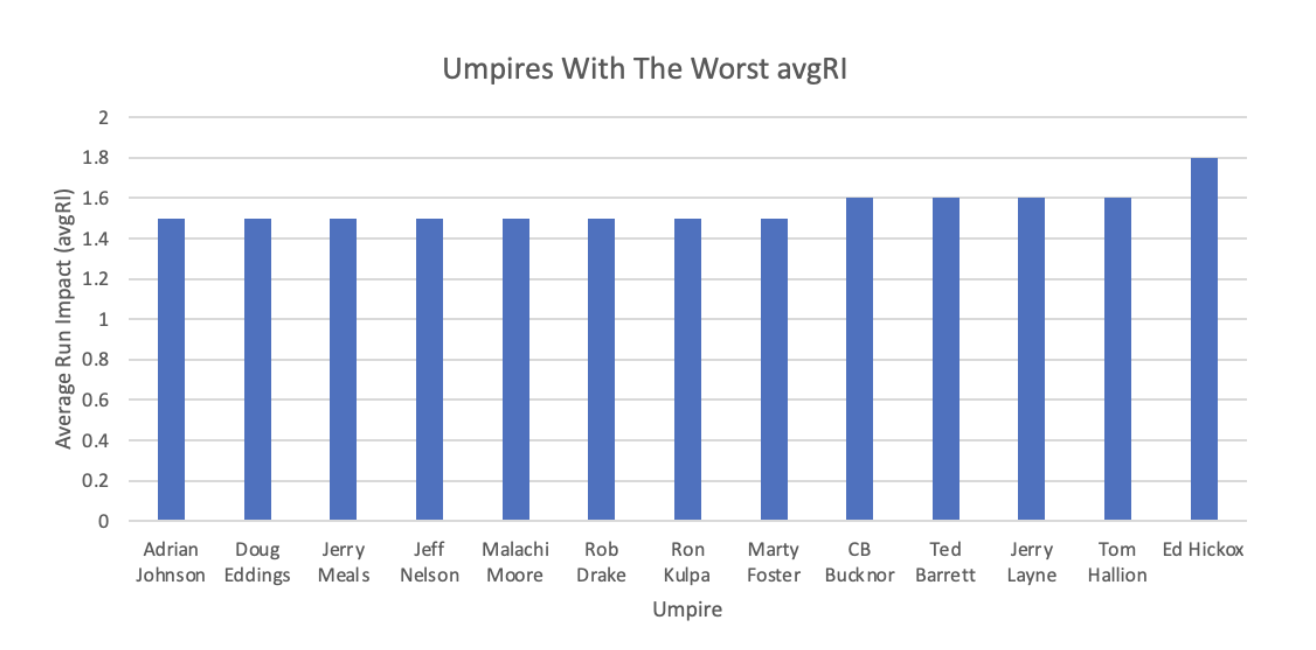 Umpires With The Worst avgRI
Average Run Impact (avgRI)
2
1.8
1.6
1.4
1.2
1
0.8
0.6
0.4
0.2
0
Adrian Johnson
Doug Eddings
Jerry Meals
Jeff Nelson
Malachi Moore
Rob Drake
Ron Kulpa
Marty Foster
CB Bucknor
Ted Barrett
Jerry Layne
Tom Hallion
Ed Hickox
Umpire